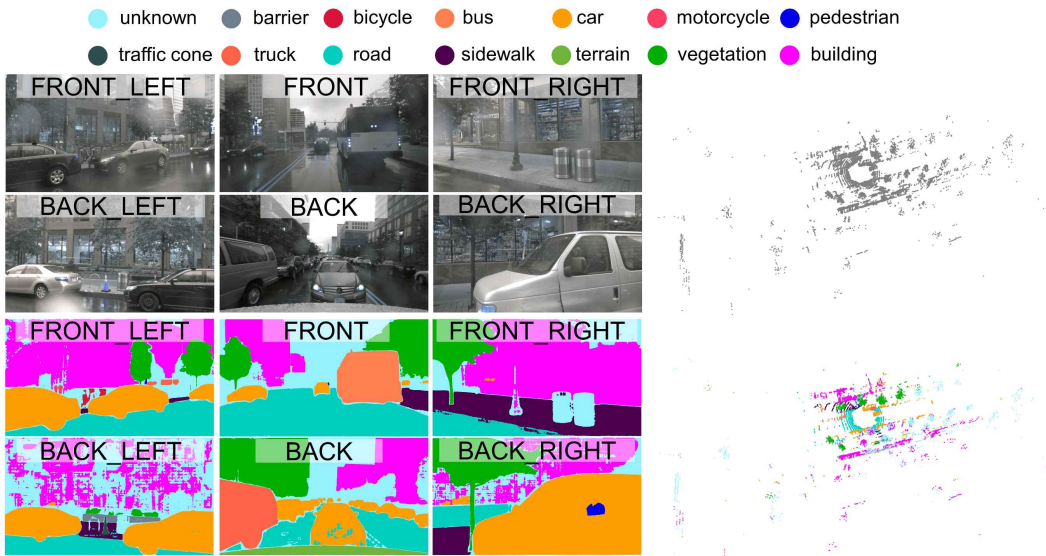 unknown barrier bicycle bus car motorcycle pedestrian
traffic cone truck road sidewalk terrain vegetation building
FRONT_LEFT FRONT FRONT_RIGHT
BACK_LEFT BACK BACK_RIGHT
FRONT_LEFT FRONT FRONT_RIGHT
BACK_LEFT BACK BACK_RIGHT